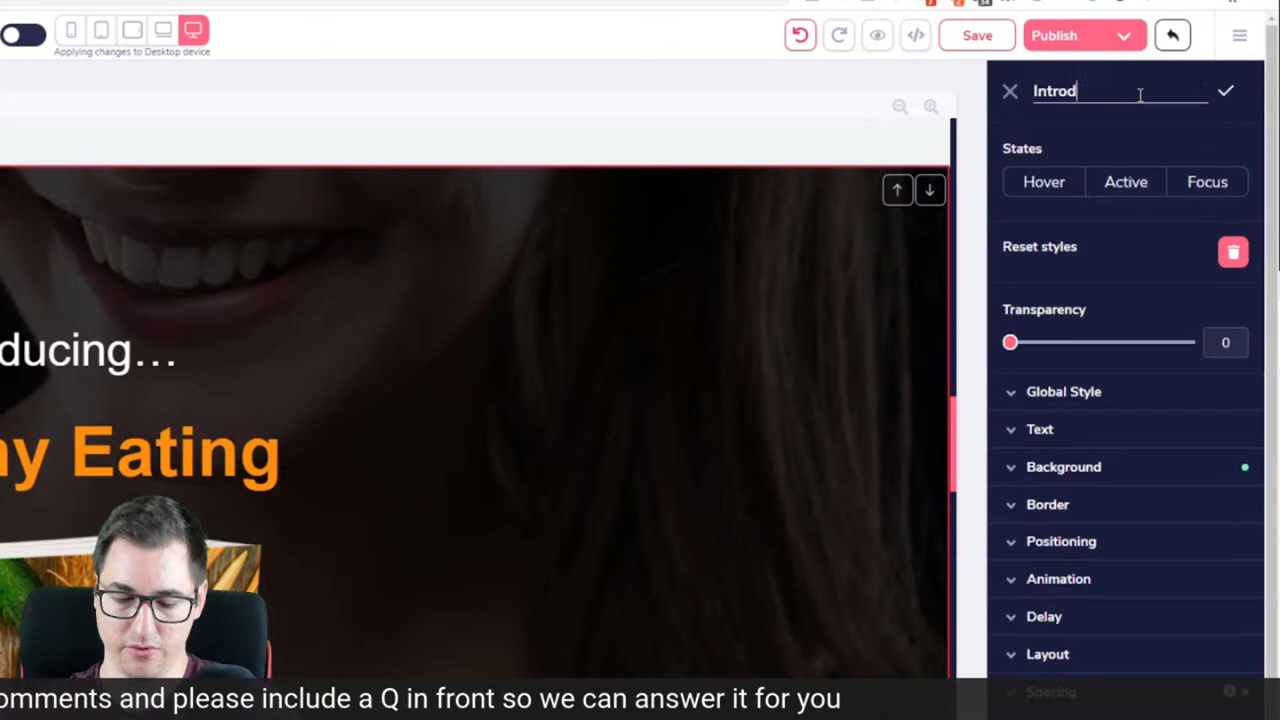 Applying changes to Desktop device
Save
Publish
Introd
States
Hover Active Focus
Reset styles
Transparency
0
Global Style
Text
Background
Border
Positioning
Animation
Delay
Layout
Spacing
ducing...
y Eating
omments and please include a Q in front so we can answer it for you